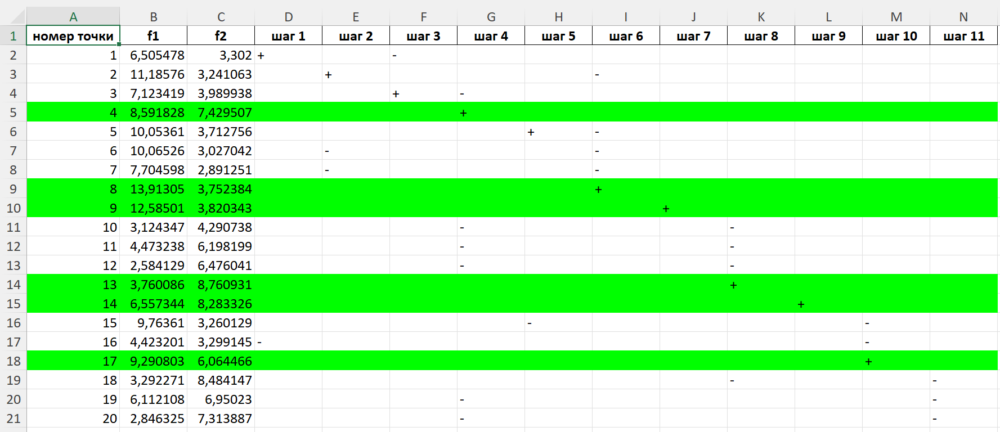 A B C D E F G H I J K L M N
1 номер точки f1 f2 шаг 1 шаг 2 шаг 3 шаг 4 шаг 5 шаг 6 шаг 7 шаг 8 шаг 9 шаг 10 шаг 11
2 1 6,505478 3,302 + -
3 2 11,18576 3,241063 + -
4 3 7,123419 3,989938 + -
5 4 8,591828 7,429507 +
6 5 10,05361 3,712756 + -
7 6 10,06526 3,027042 - -
8 7 7,704598 2,891251 - -
9 8 13,91305 3,752384 +
10 9 12,58501 3,820343 +
11 10 3,124347 4,290738 - -
12 11 4,473238 6,198199 - -
13 12 2,584129 6,476041 - -
14 13 3,760086 8,760931 +
15 14 6,557344 8,283326 +
16 15 9,76361 3,260129 - -
17 16 4,423201 3,299145 - -
18 17 9,290803 6,064466 +
19 18 3,292271 8,484147 - -
20 19 6,112108 6,95023 - -
21 20 2,846325 7,313887 - -